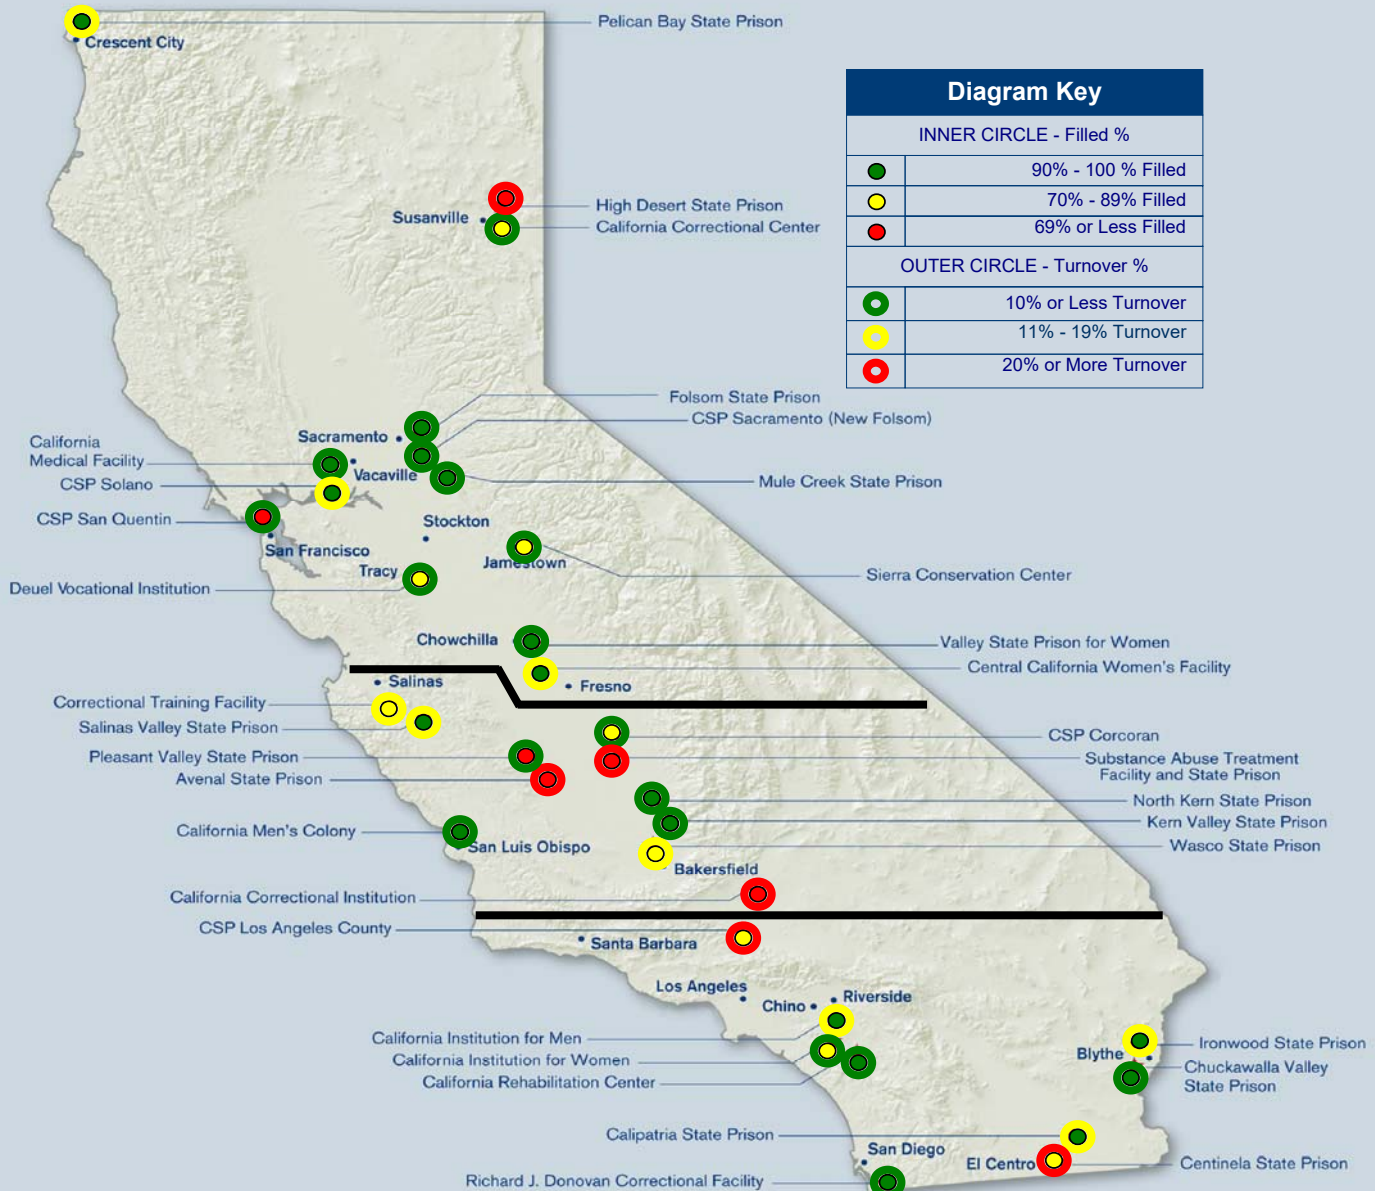 Pelican Bay State Prison
Crescent City
Diagram Key
INNER CIRCLE - Filled %
90% - 100 % Filled
70% - 89% Filled
69% or Less Filled
OUTER CIRCLE - Turnover %
10% or Less Turnover
11% - 19% Turnover
20% or More Turnover
High Desert State Prison
Susanville
California Correctional Center
Folsom State Prison
CSP Sacramento (New Folsom)
Sacramento
California
Medical Facility
Vacaville
Mule Creek State Prison
CSP Solano
CSP San Quentin
Stockton
San Francisco
Jamestown
Tracy
Sierra Conservation Center
Deuel Vocational Institution
Chowchilla
Valley State Prison for Women
Central California Women's Facility
Salinas
Fresno
Correctional Training Facility
Salinas Valley State Prison
CSP Corcoran
Pleasant Valley State Prison
Substance Abuse Treatment
Facility and State Prison
Avenal State Prison
North Kern State Prison
Kern Valley State Prison
California Men's Colony
San Luis Obispo
Wasco State Prison
Bakersfield
California Correctional Institution
CSP Los Angeles County
Santa Barbara
Los Angeles
Chino
Riverside
California Institution for Men
California Institution for Women
California Rehabilitation Center
Ironwood State Prison
Blythe
Chuckawalla Valley
State Prison
Calipatria State Prison
San Diego
El Centro
Centinela State Prison
Richard J. Donovan Correctional Facility